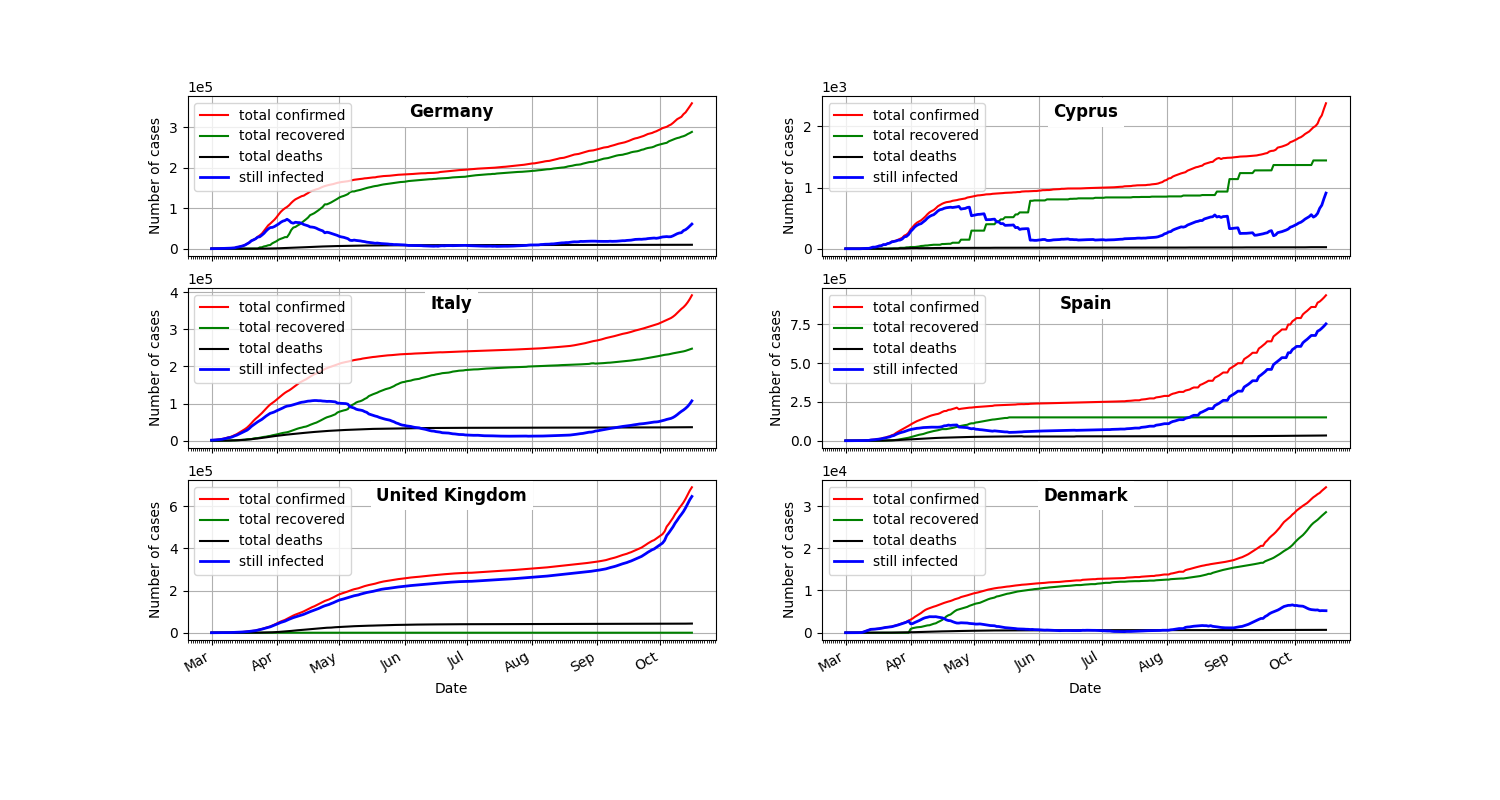 1e5
Germany
Number of cases
3
2
1
0
total confirmed
total recovered
total deaths
still infected
1e3
Cyprus
Number of cases
2
1
0
total confirmed
total recovered
total deaths
still infected
1e5
Italy
Number of cases
4
3
2
1
0
total confirmed
total recovered
total deaths
still infected
1e5
Spain
Number of cases
7.5
5.0
2.5
0.0
total confirmed
total recovered
total deaths
still infected
1e5
United Kingdom
Number of cases
6
4
2
0
total confirmed
total recovered
total deaths
still infected
Mar Apr May Jun Jul Aug Sep Oct
Date
1e4
Denmark
Number of cases
3
2
1
0
total confirmed
total recovered
total deaths
still infected
Mar Apr May Jun Jul Aug Sep Oct
Date